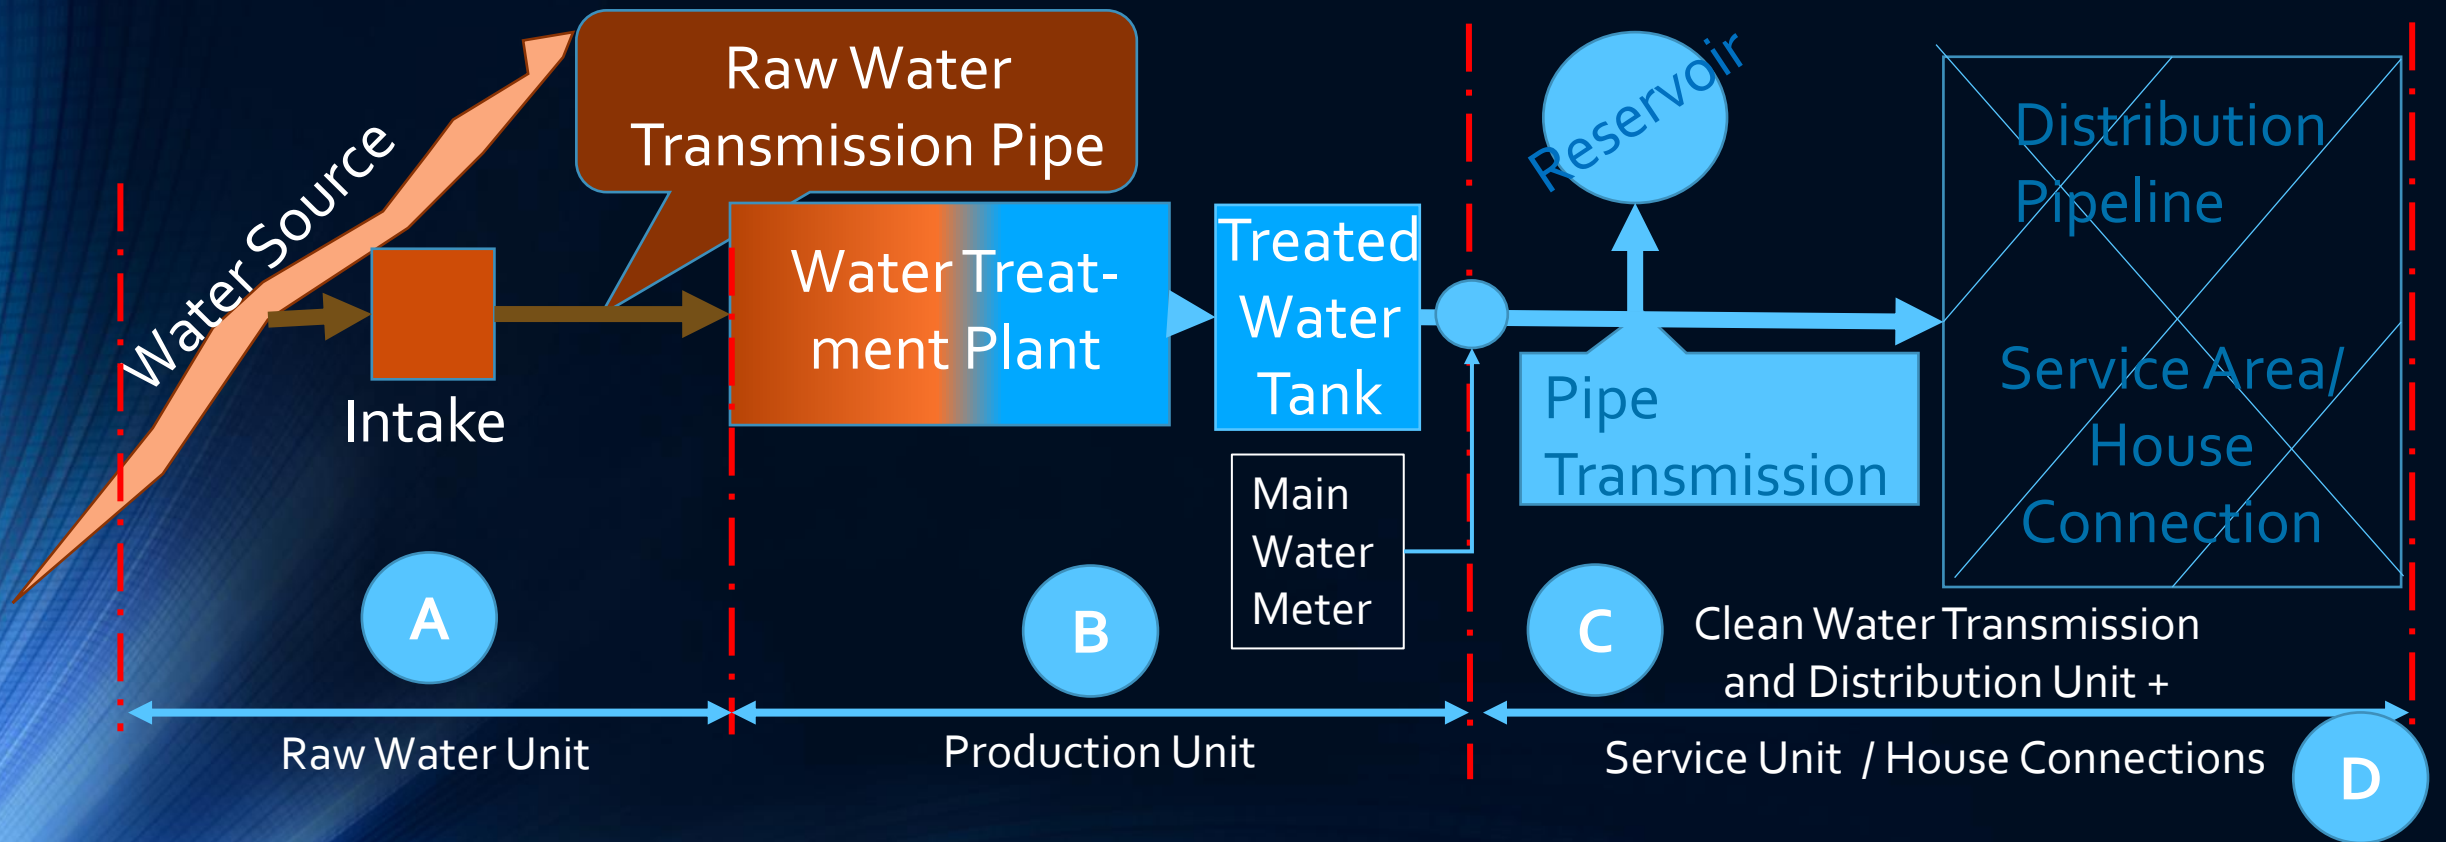 Water Source
Raw Water
Transmission Pipe
Intake
Water Treat-
ment Plant
Treated
Water
Tank
Main
Water
Meter
Reservoir
Pipe
Transmission
Distribution
Pipeline
Service Area/
House
Connection
A
Raw Water Unit
B
Production Unit
C
Clean Water Transmission
and Distribution Unit +
Service Unit / House Connections
D